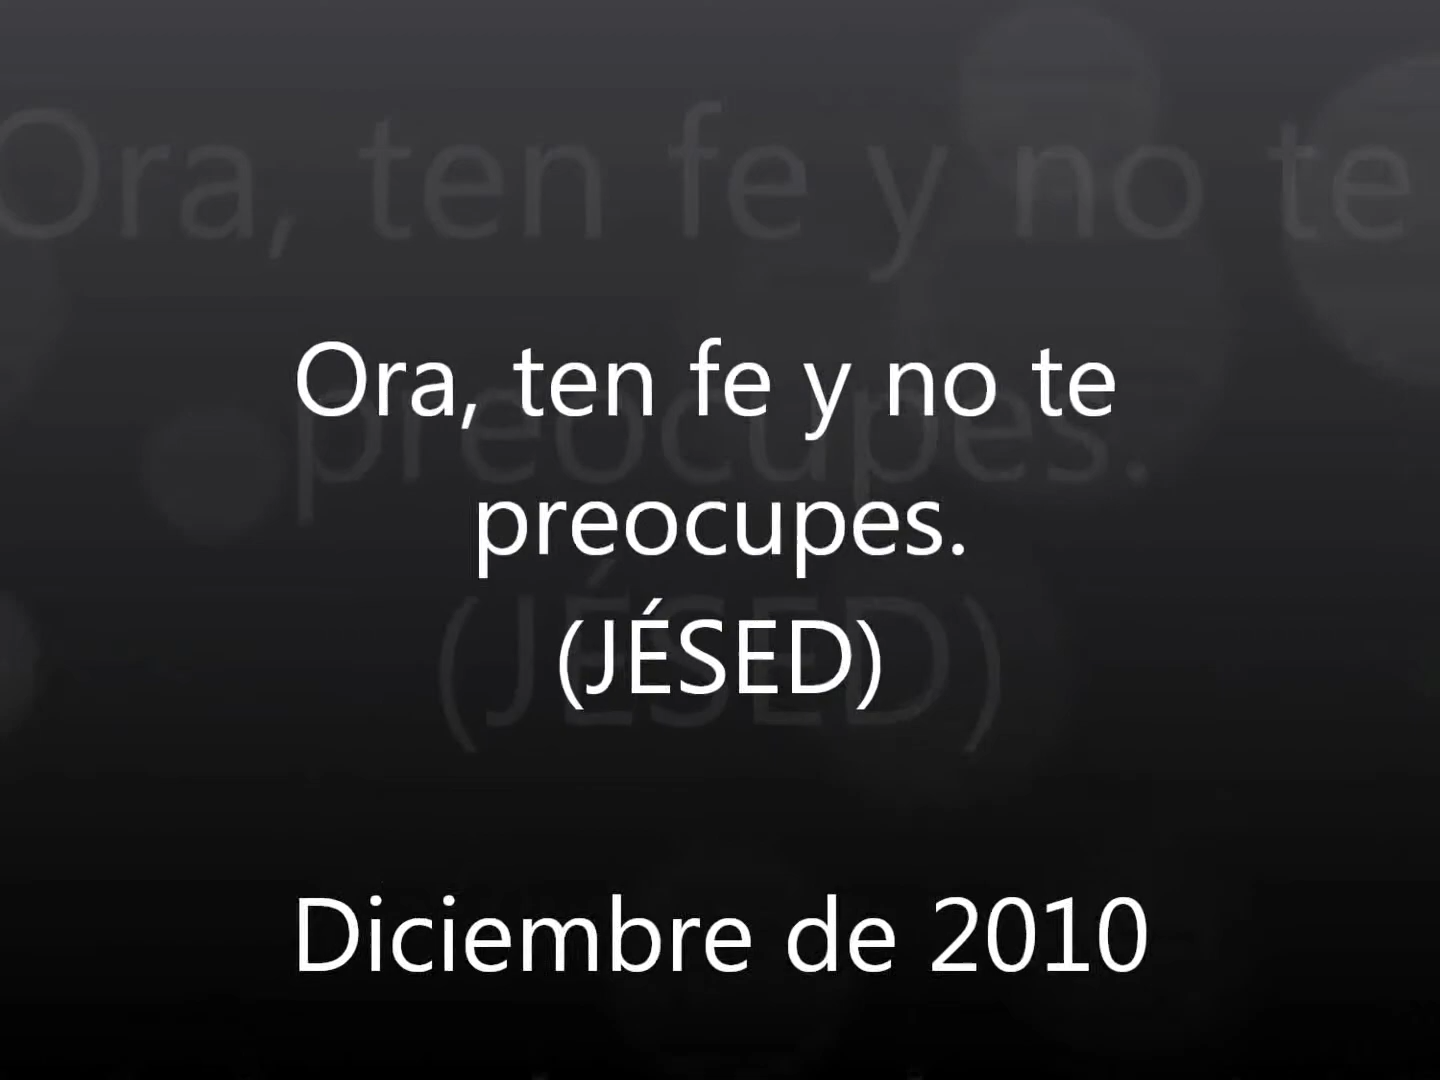 Ora, ten fe y no te
preocupes.
(JÉSED)
Diciembre de 2010